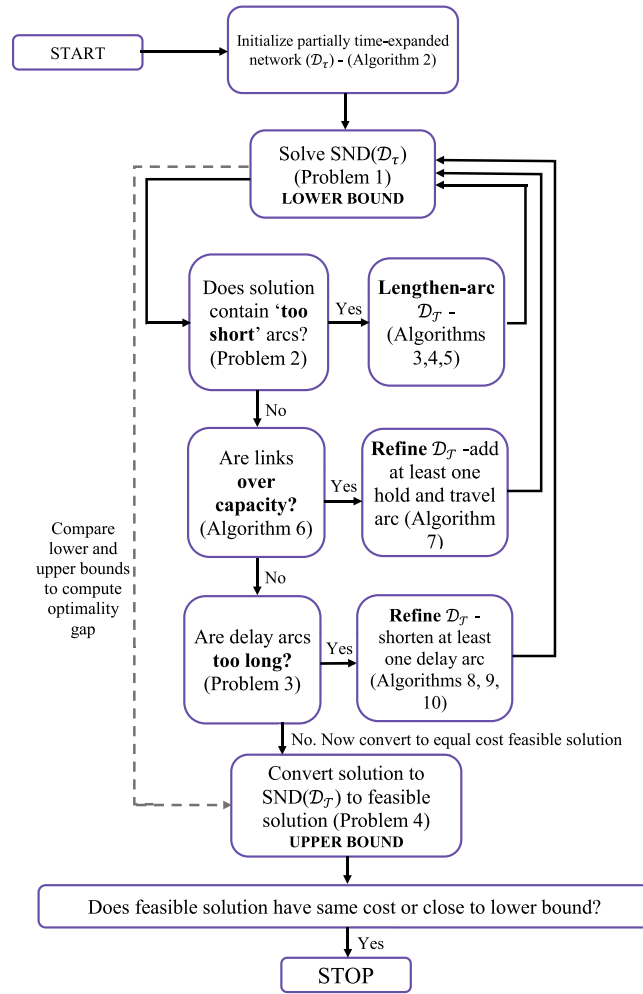 START
Initialize partially time-expanded
network (𝒟τ) - (Algorithm 2)
Solve SND(𝒟τ)
(Problem 1)
LOWER BOUND
Does solution
contain ‘too
short’ arcs?
(Problem 2)
Yes
Lengthen-arc
𝒟𝒯 -
(Algorithms
3,4,5)
No
Are links
over
capacity?
(Algorithm 6)
Yes
Refine 𝒟𝒯 -add
at least one
hold and travel
arc (Algorithm
7)
Compare
lower and
upper bounds
to compute
optimality
gap
No
Are delay arcs
too long?
(Problem 3)
Yes
Refine 𝒟𝒯 -
shorten at least
one delay arc
(Algorithms 8, 9,
10)
No. Now convert to equal cost feasible solution
Convert solution to
SND(𝒟𝒯) to feasible
solution (Problem 4)
UPPER BOUND
Does feasible solution have same cost or close to lower bound?
Yes
STOP